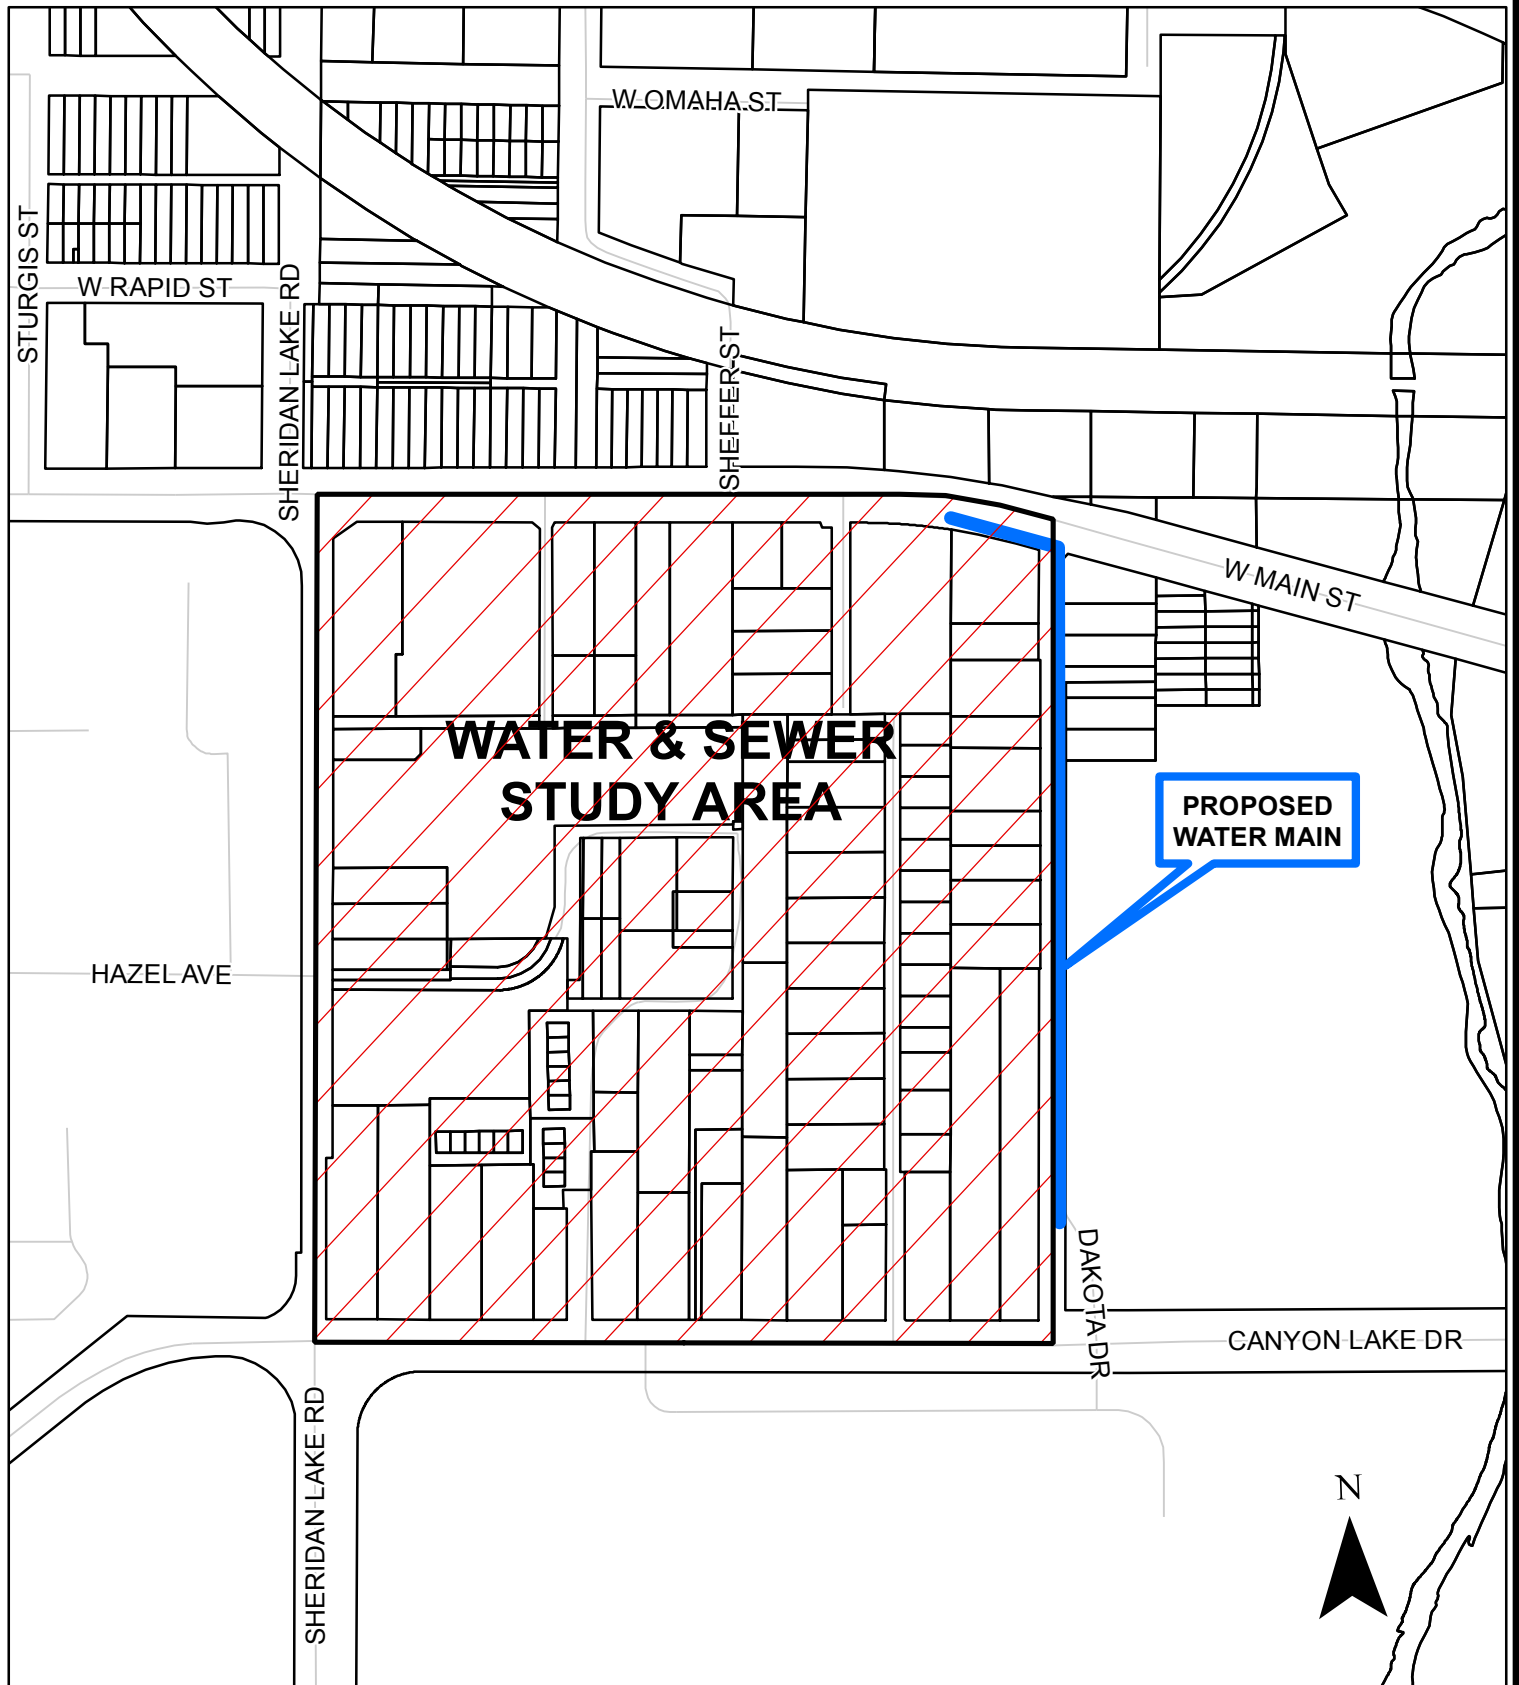 W OMAHA ST
STURGIS ST
W RAPID ST
SHERIDAN LAKE RD
SHEFFER ST
W MAIN ST
WATER & SEWER
STUDY AREA
PROPOSED
WATER MAIN
HAZEL AVE
DAKOTA DR
CANYON LAKE DR
SHERIDAN LAKE RD
N